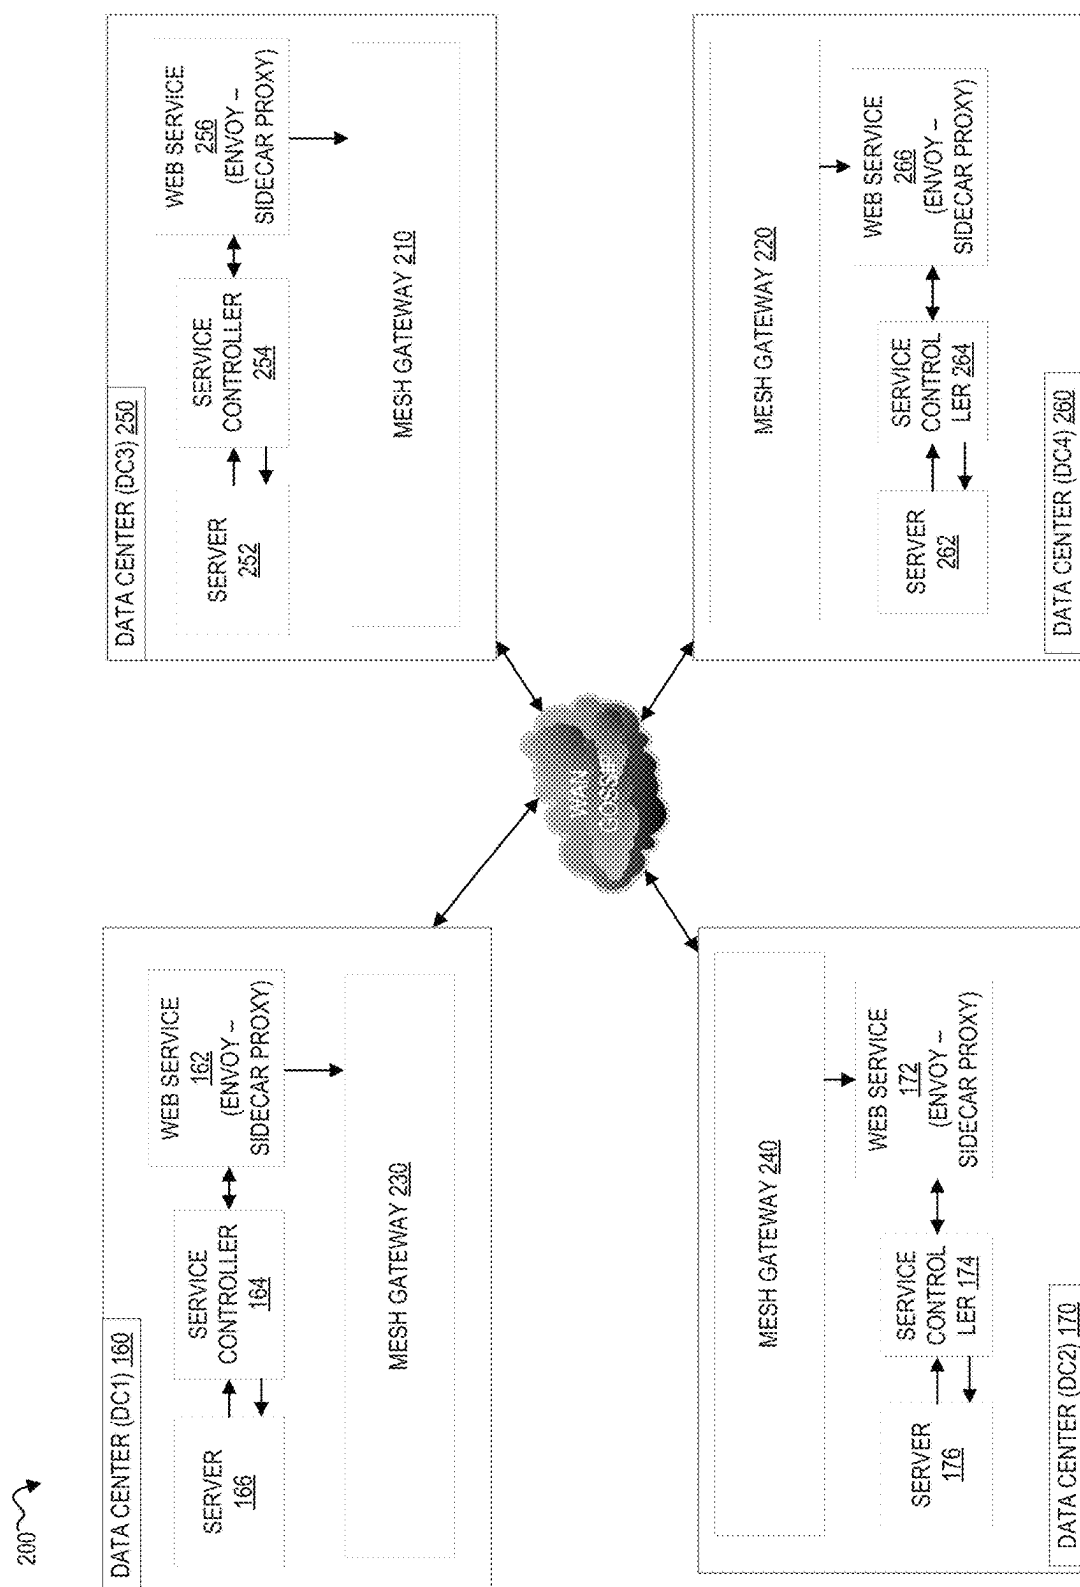 200
DATA CENTER (DC1) 160
SERVER
166
SERVICE
CONTROLLER
164
WEB SERVICE
162
(ENVOY –
SIDECAR PROXY)
MESH GATEWAY 230
DATA CENTER (DC3) 250
SERVER
252
SERVICE
CONTROLLER
254
WEB SERVICE
256
(ENVOY –
SIDECAR PROXY)
MESH GATEWAY 210
WAN
GOSSIP
MESH GATEWAY 240
SERVER
176
SERVICE
CONTROL
LER 174
WEB SERVICE
172
(ENVOY –
SIDECAR PROXY)
DATA CENTER (DC2) 170
MESH GATEWAY 220
SERVER
262
SERVICE
CONTROL
LER 264
WEB SERVICE
266
(ENVOY –
SIDECAR PROXY)
DATA CENTER (DC4) 260